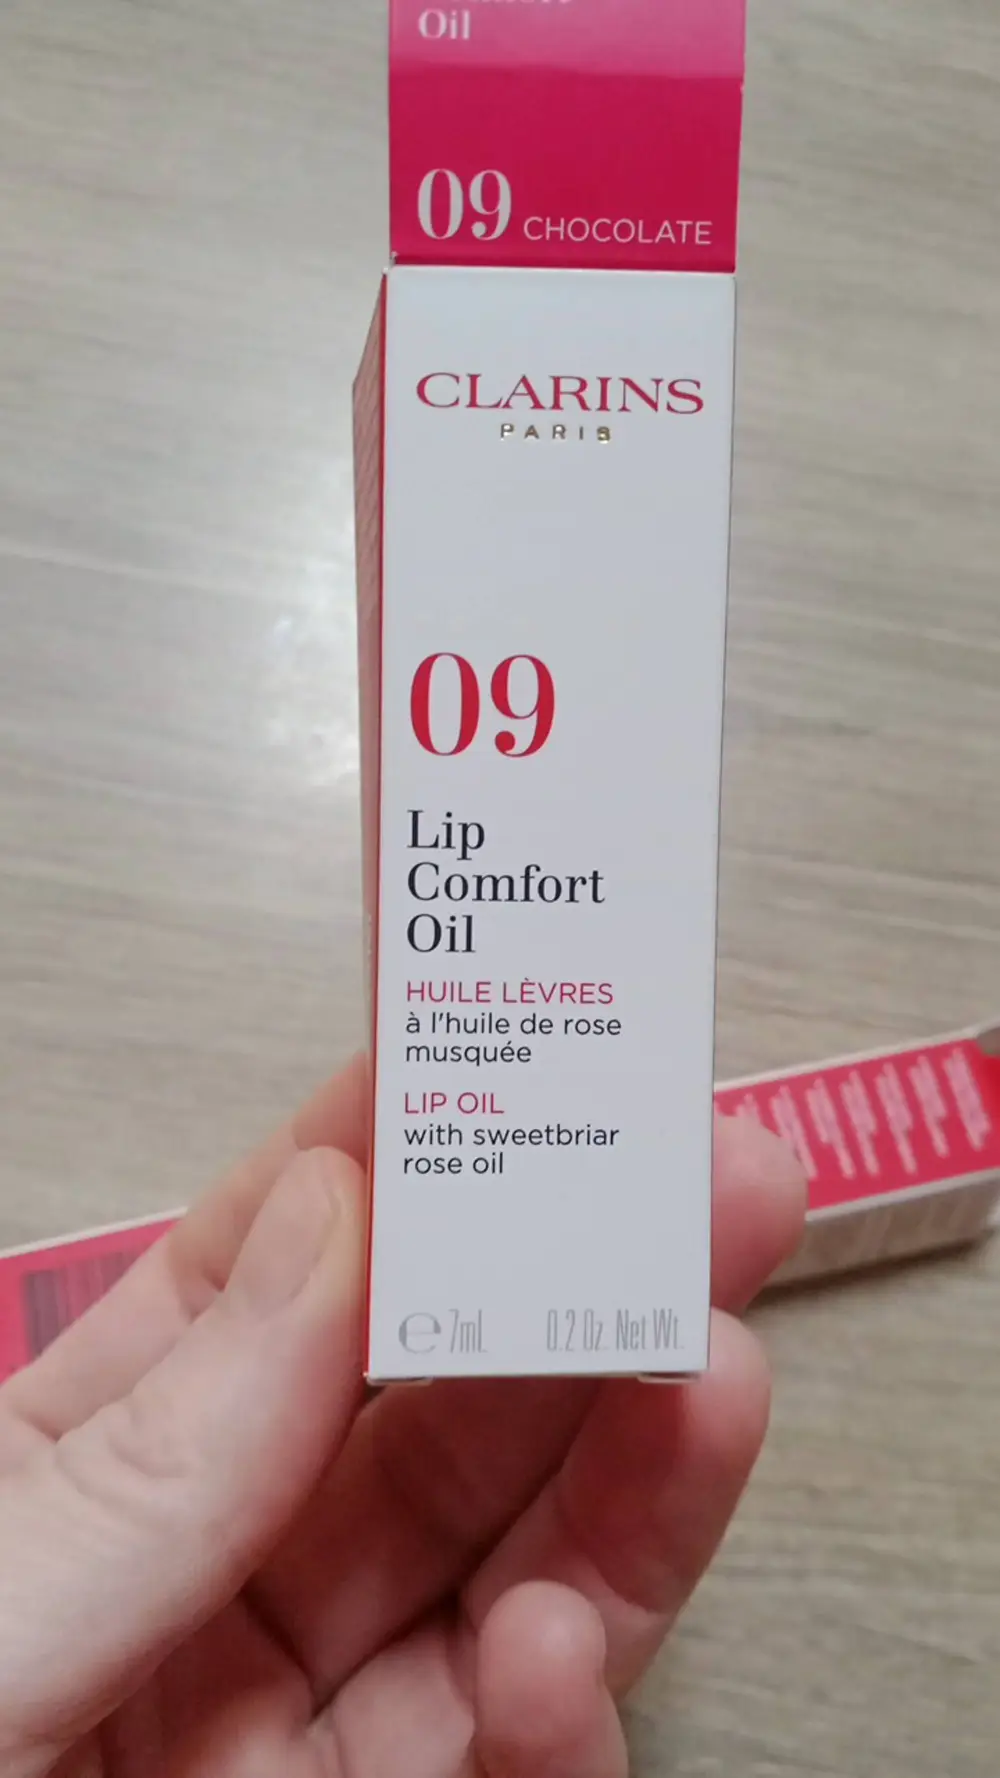 Oil
09 CHOCOLATE
CLARINS
PARIS
09
Lip
Comfort
Oil
HUILE LÈVRES
à l'huile de rose
musquée
LIP OIL
with sweetbriar
rose oil
e 7mL 0.2 Oz. Net Wt.